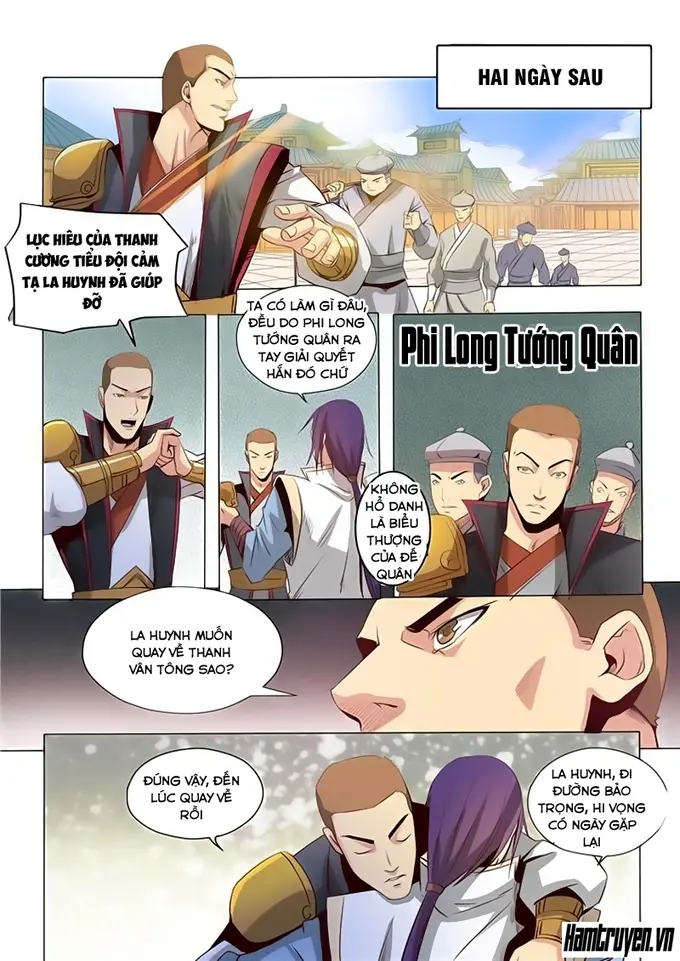 HAI NGÀY SAU
LỤC HIÊU CỦA THANH
CƯƠNG TIỂU ĐỘI CẢM
TẠ LA HUYNH ĐÃ GIÚP
ĐỠ
TA CÓ LÀM GÌ ĐÂU,
ĐỀU DO PHI LONG
TƯỚNG QUÂN RA
TAY GIẢI QUYẾT
HẮN ĐÓ CHỨ
Phi Long Tướng Quân
KHÔNG
HỔ DANH
LÀ BIỂU
THƯỢNG
CỦA ĐẾ
QUÂN
LA HUYNH MUỐN
QUAY VỀ THANH
VÂN TÔNG SAO?
ĐÚNG VẬY, ĐẾN
LÚC QUAY VỀ
RỒI
LA HUYNH, ĐI
ĐƯỜNG BẢO
TRỌNG, HI VỌNG
CÓ NGÀY GẶP
LẠI
Hamtruyen.vn